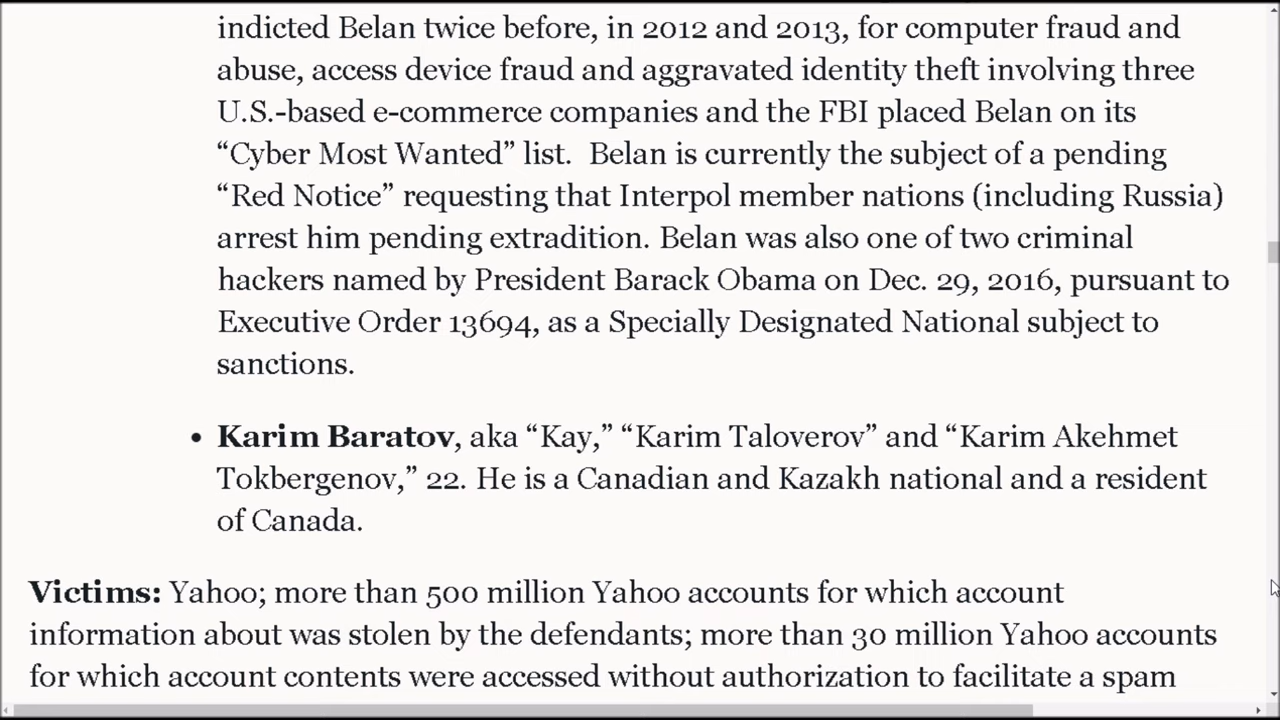 indicted Belan twice before, in 2012 and 2013, for computer fraud and
abuse, access device fraud and aggravated identity theft involving three
U.S.-based e-commerce companies and the FBI placed Belan on its
“Cyber Most Wanted” list.  Belan is currently the subject of a pending
“Red Notice” requesting that Interpol member nations (including Russia)
arrest him pending extradition. Belan was also one of two criminal
hackers named by President Barack Obama on Dec. 29, 2016, pursuant to
Executive Order 13694, as a Specially Designated National subject to
sanctions.
• Karim Baratov, aka “Kay,” “Karim Taloverov” and “Karim Akehmet
Tokbergenov,” 22. He is a Canadian and Kazakh national and a resident
of Canada.
Victims: Yahoo; more than 500 million Yahoo accounts for which account
information about was stolen by the defendants; more than 30 million Yahoo accounts
for which account contents were accessed without authorization to facilitate a spam